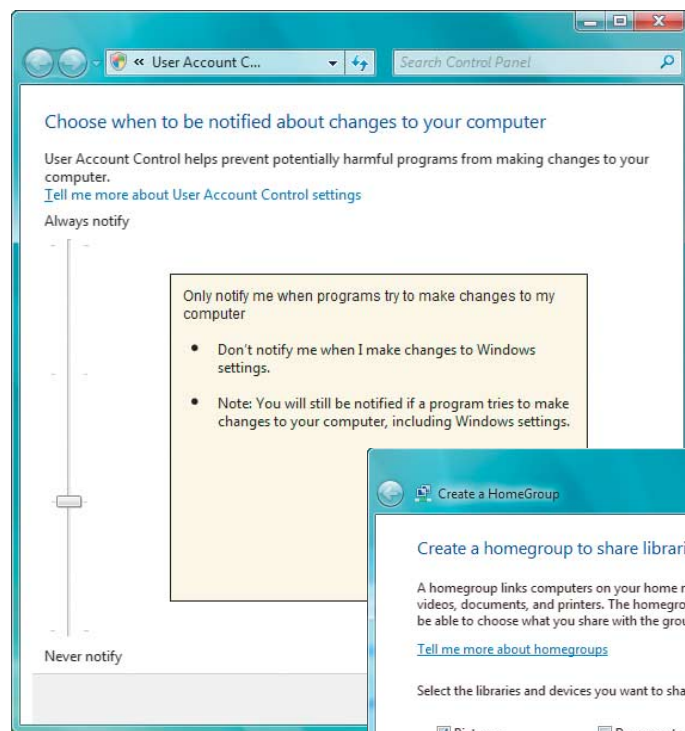 « User Account C...
Search Control Panel
Choose when to be notified about changes to your computer
User Account Control helps prevent potentially harmful programs from making changes to your
computer.
Tell me more about User Account Control settings
Always notify
Only notify me when programs try to make changes to my
computer
• Don't notify me when I make changes to Windows
settings.
• Note: You will still be notified if a program tries to make
changes to your computer, including Windows settings.
Never notify
Create a HomeGroup
Create a homegroup to share librari
A homegroup links computers on your home
videos, documents, and printers. The homegro
be able to choose what you share with the grou
Tell me more about homegroups
Select the libraries and devices you want to sha